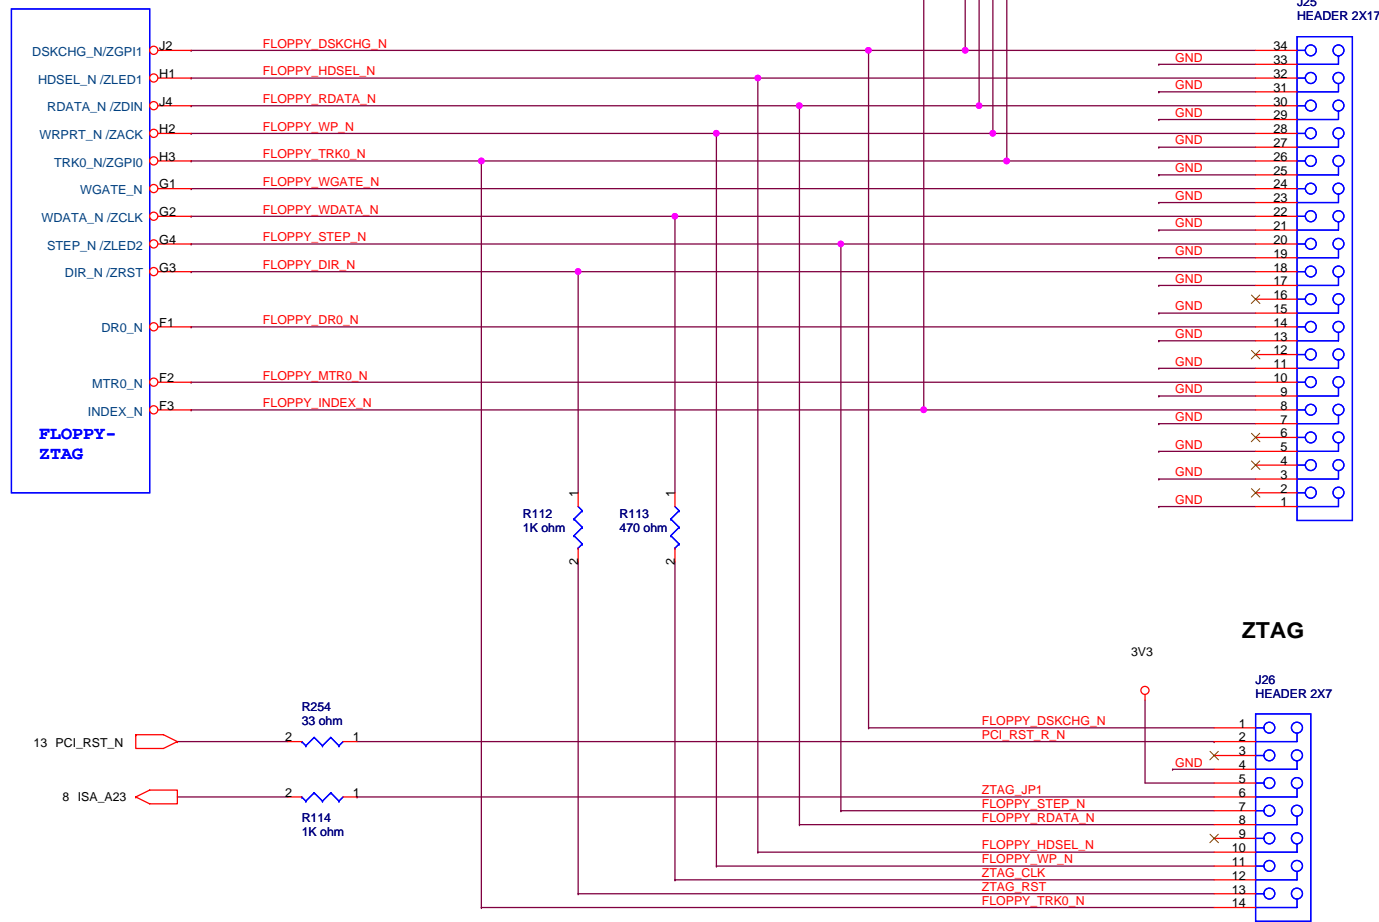 J25
HEADER 2X17
DSKCHG_N/ZGPI1 J2 FLOPPY_DSKCHG_N 34
GND 33
HDSEL_N /ZLED1 H1 FLOPPY_HDSEL_N 32
GND 31
RDATA_N /ZDIN J4 FLOPPY_RDATA_N 30
GND 29
WRPRT_N /ZACK H2 FLOPPY_WP_N 28
GND 27
TRK0_N/ZGPI0 H3 FLOPPY_TRK0_N 26
GND 25
WGATE_N G1 FLOPPY_WGATE_N 24
GND 23
WDATA_N /ZCLK G2 FLOPPY_WDATA_N 22
GND 21
STEP_N /ZLED2 G4 FLOPPY_STEP_N 20
GND 19
DIR_N /ZRST G3 FLOPPY_DIR_N 18
GND 17
16
GND 15
DR0_N F1 FLOPPY_DR0_N 14
GND 13
12
GND 11
MTR0_N F2 FLOPPY_MTR0_N 10
GND 9
INDEX_N F3 FLOPPY_INDEX_N 8
GND 7
6
GND 5
4
GND 3
2
GND 1
FLOPPY-
ZTAG
1 1
R112 R113
1K ohm 470 ohm
2 2
ZTAG
3V3
J26
HEADER 2X7
R254
33 ohm
FLOPPY_DSKCHG_N 1
13 PCI_RST_N 2 1 PCI_RST_R_N 2
3
GND 4
5
8 ISA_A23 2 1 ZTAG_JP1 6
R114
1K ohm
FLOPPY_STEP_N 7
FLOPPY_RDATA_N 8
9
FLOPPY_HDSEL_N 10
FLOPPY_WP_N 11
ZTAG_CLK 12
ZTAG_RST 13
FLOPPY_TRK0_N 14